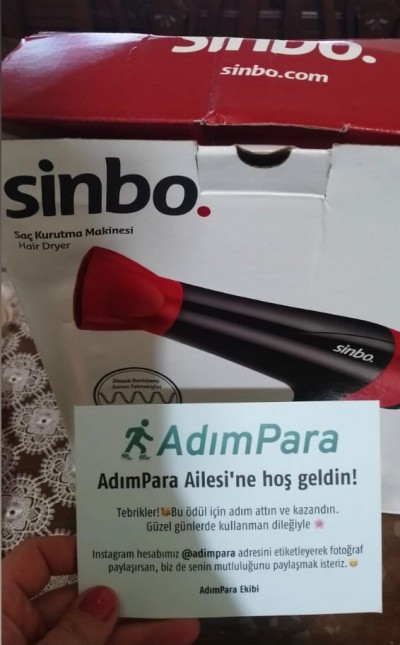 sinbo.
sinbo.com
sinbo.
Saç Kurutma Makinesi
Hair Dryer
sinbo.
AdımPara
AdımPara Ailesi'ne hoş geldin!
Tebrikler!😻Bu ödül için adım attın ve kazandın.
Güzel günlerde kullanman dileğiyle 🌸
Instagram hesabımız @adimpara adresini etiketleyerek fotoğraf
paylaşırsan, biz de senin mutluluğunu paylaşmak isteriz.😊
AdımPara Ekibi